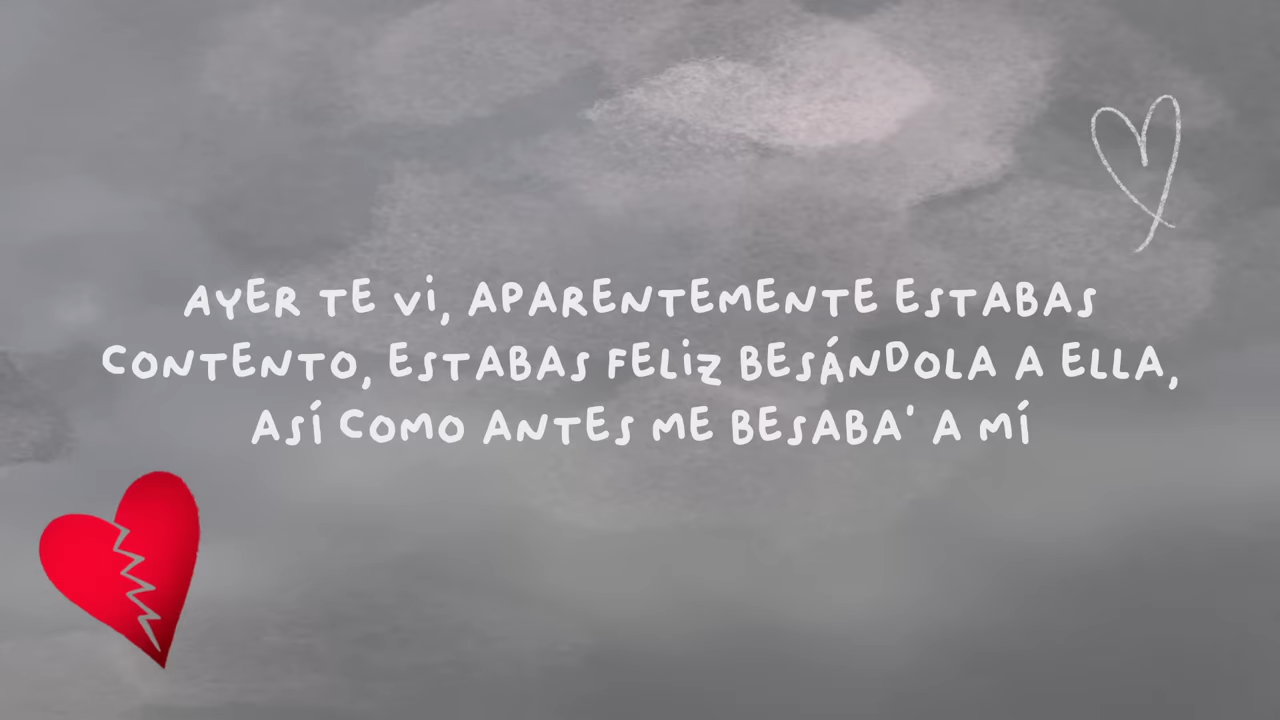 AYER TE Vi, APARENTEMENTE ESTABAS
CONTENTO, ESTABAS FELiZ BESÁNDOLA A ELLA,
ASÍ COMO ANTES ME BESABA' A MÍ